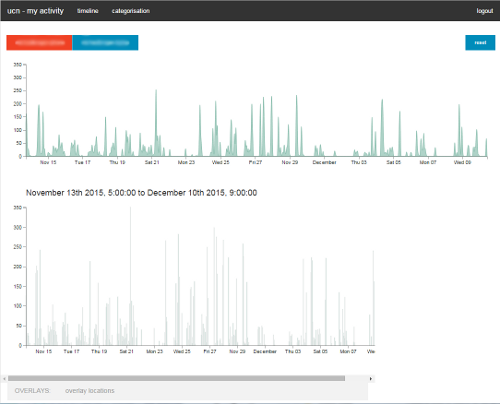 ucn - my activity timeline categorisation logout
reset
350
300
250
200
150
100
50
0
Nov 15 Tue 17 Thu 19 Sat 21 Mon 23 Wed 25 Fri 27 Nov 29 December Thu 03 Sat 05 Mon 07 Wed 09
November 13th 2015, 5:00:00 to December 10th 2015, 9:00:00
350
300
250
200
150
100
50
0
Nov 15 Tue 17 Thu 19 Sat 21 Mon 23 Wed 25 Fri 27 Nov 29 December Thu 03 Sat 05 Mon 07 We
OVERLAYS: overlay locations